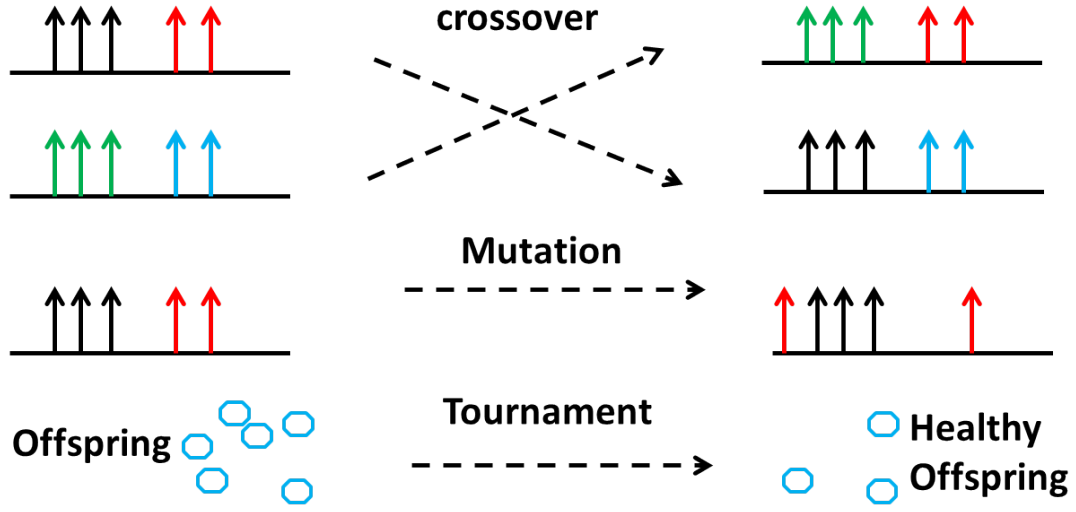 crossover
Mutation
Tournament
Offspring
Healthy
Offspring